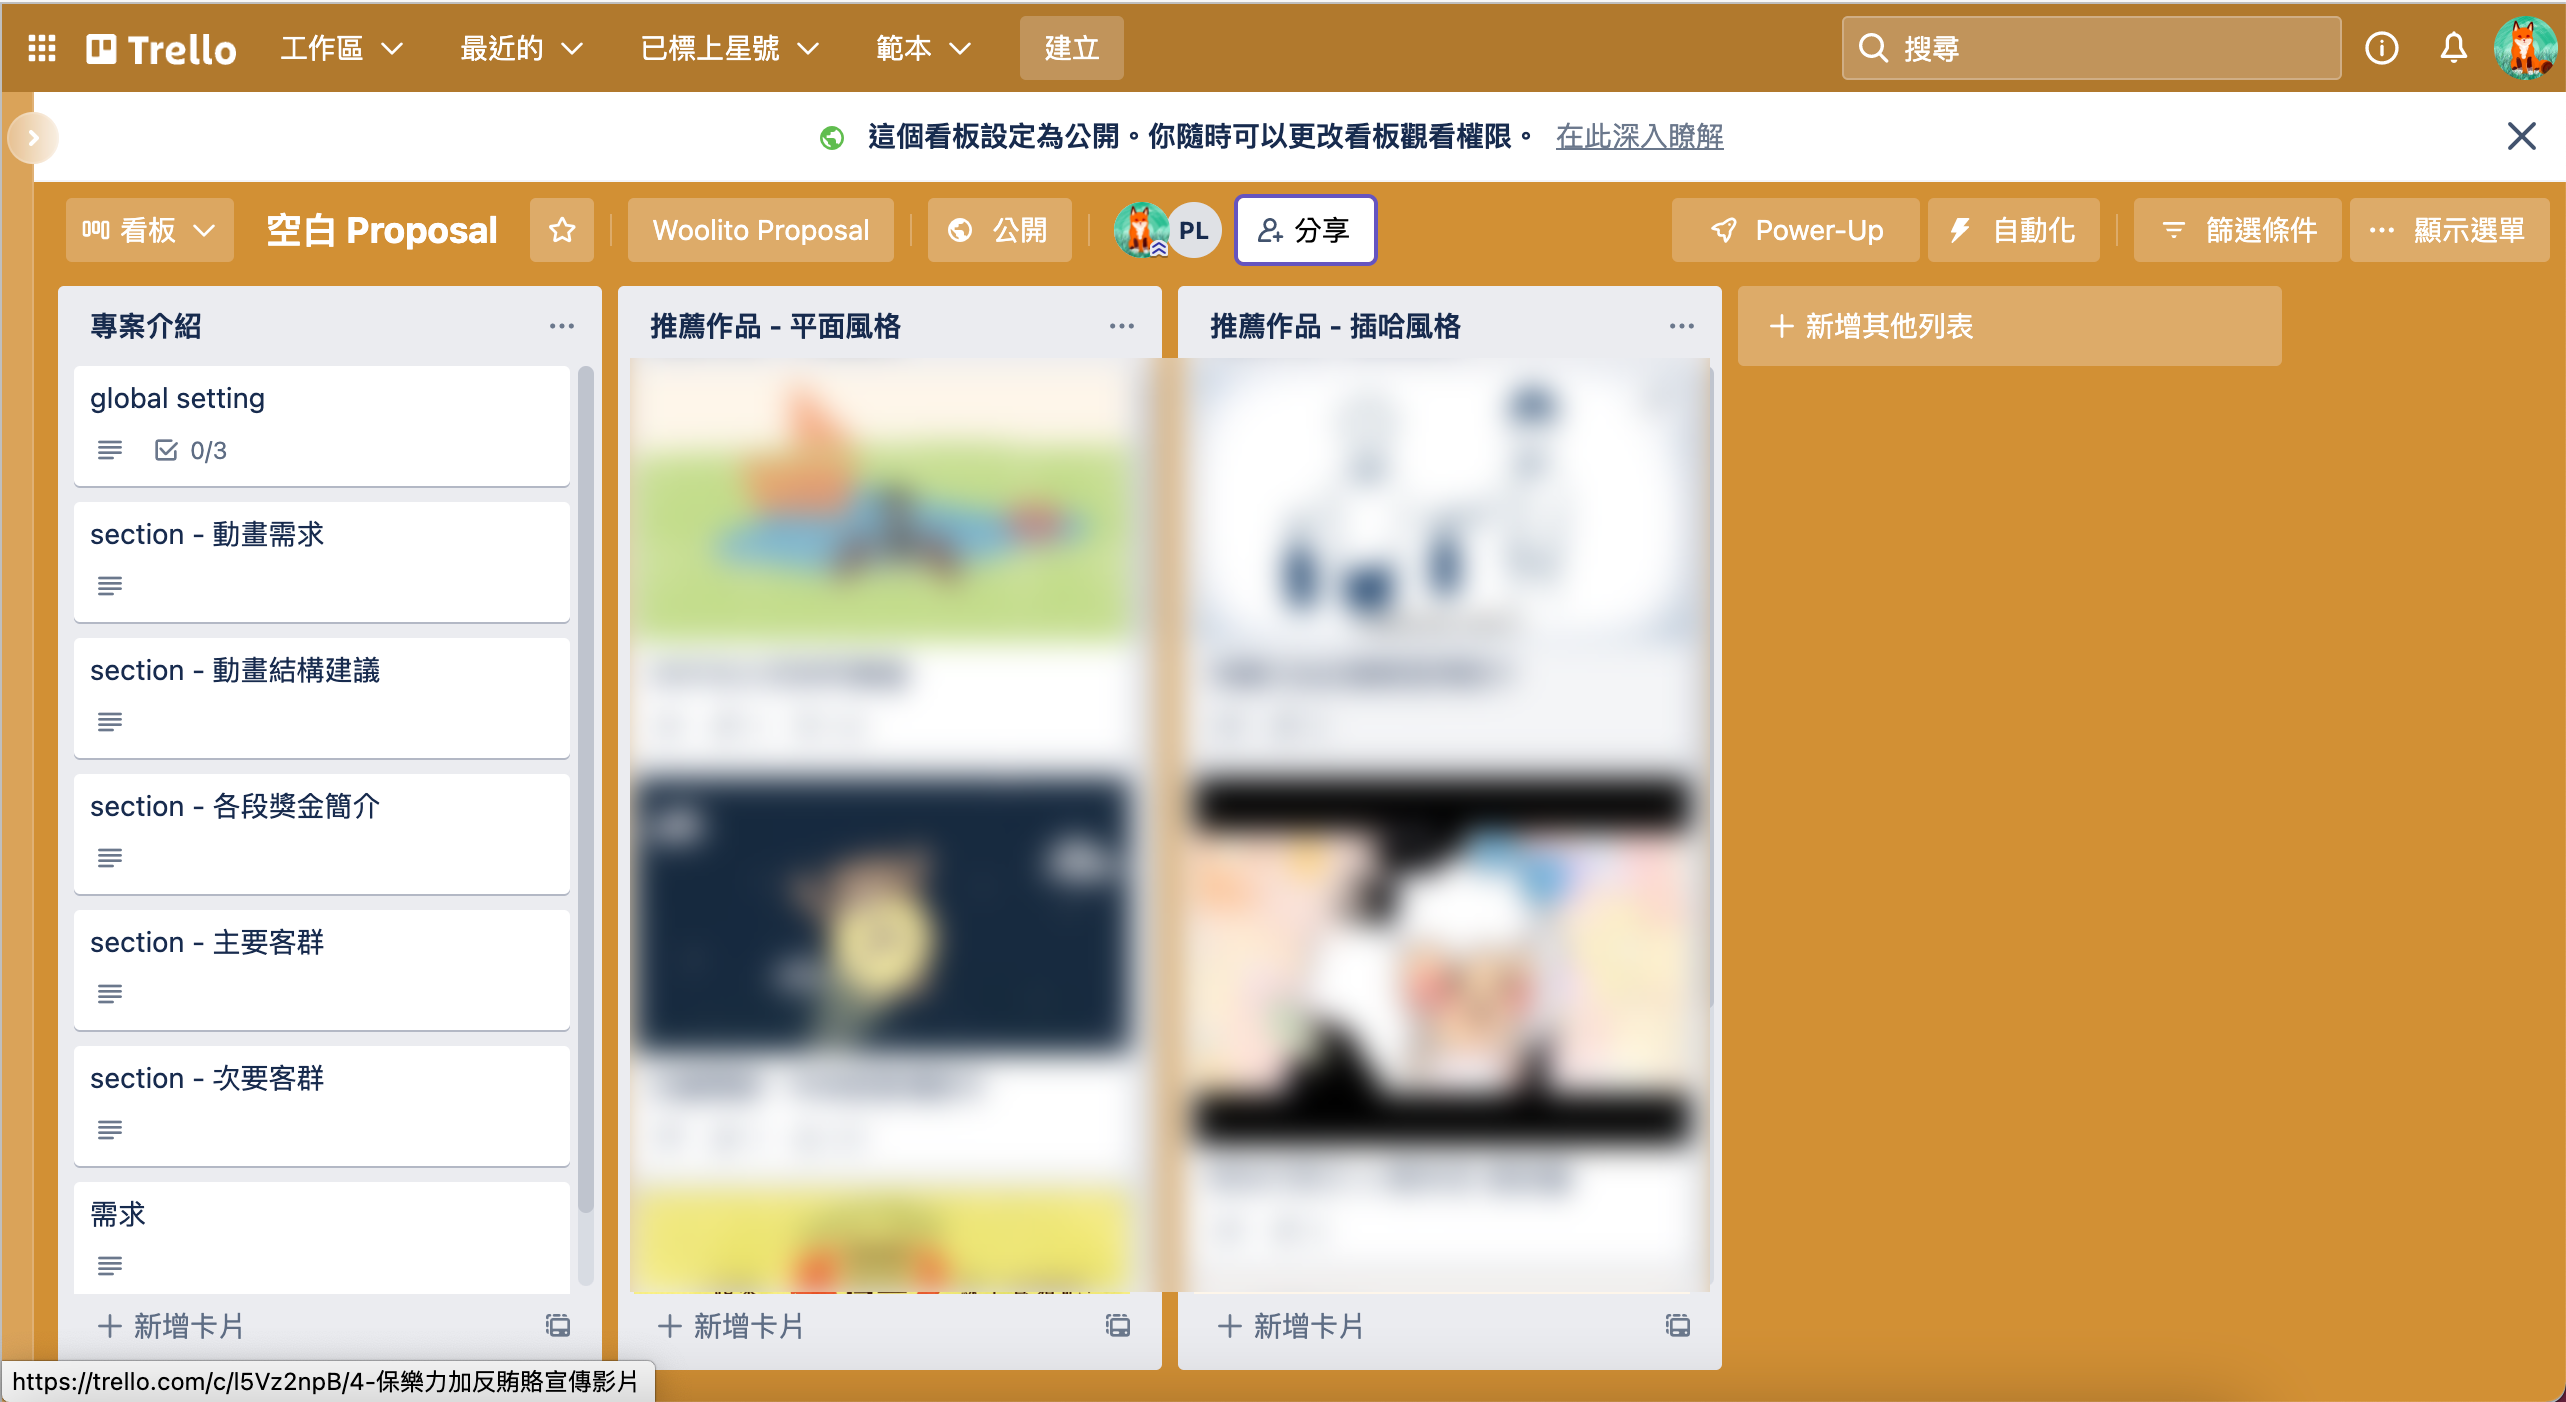 Trello 工作區 最近的 已標上星號 範本 建立 搜尋
這個看板設定為公開。你隨時可以更改看板觀看權限。 在此深入瞭解
看板 空白 Proposal Woolito Proposal 公開 PL 分享 Power-Up 自動化 篩選條件 顯示選單
專案介紹
global setting
0/3
section - 動畫需求
section - 動畫結構建議
section - 各段獎金簡介
section - 主要客群
section - 次要客群
需求
+ 新增卡片
推薦作品 - 平面風格
+ 新增卡片
推薦作品 - 插哈風格
+ 新增卡片
+ 新增其他列表
https://trello.com/c/l5Vz2npB/4-保樂力加反賄賂宣傳影片